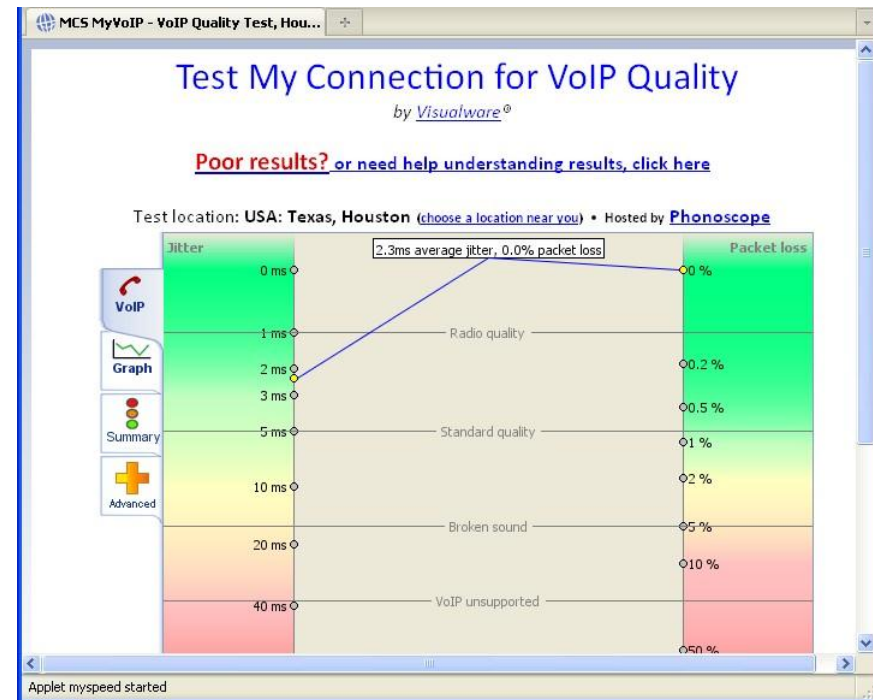 MCS MyVoIP - VoIP Quality Test, Hou...
Test My Connection for VoIP Quality
by Visualware®
Poor results? or need help understanding results, click here
Test location: USA: Texas, Houston (choose a location near you) • Hosted by Phonoscope
Jitter
2.3ms average jitter, 0.0% packet loss
Packet loss
0 ms
0 %
VoIP
1 ms
Radio quality
Graph
2 ms
0.2 %
3 ms
0.5 %
Summary
5 ms
Standard quality
1 %
Advanced
10 ms
2 %
Broken sound
5 %
20 ms
10 %
40 ms
VoIP unsupported
50 %
Applet myspeed started